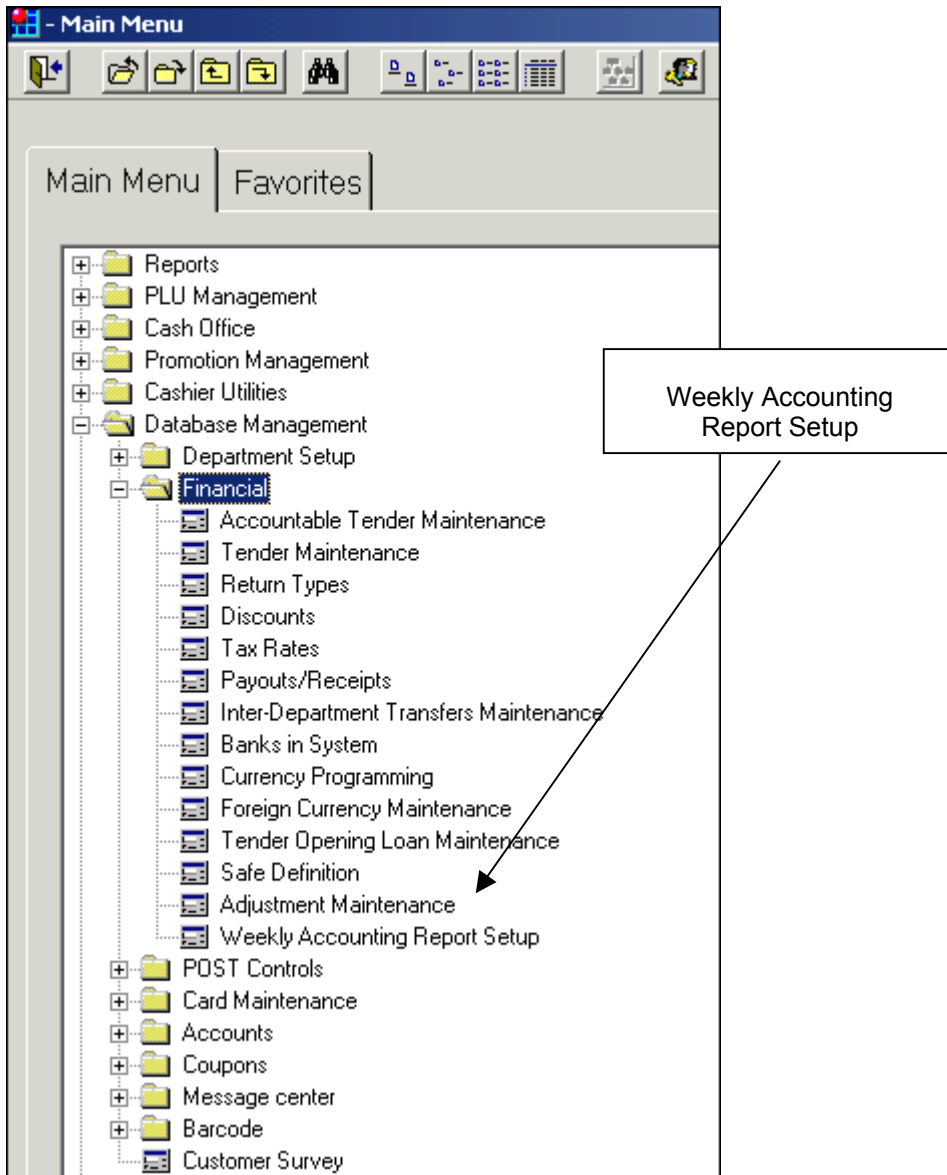 - Main Menu
Main Menu
Favorites
Reports
PLU Management
Cash Office
Promotion Management
Cashier Utilities
Database Management
Department Setup
Financial
Accountable Tender Maintenance
Tender Maintenance
Return Types
Discounts
Tax Rates
Payouts/Receipts
Inter-Department Transfers Maintenance
Banks in System
Currency Programming
Foreign Currency Maintenance
Tender Opening Loan Maintenance
Safe Definition
Adjustment Maintenance
Weekly Accounting Report Setup
POST Controls
Card Maintenance
Accounts
Coupons
Message center
Barcode
Customer Survey
Weekly Accounting
Report Setup